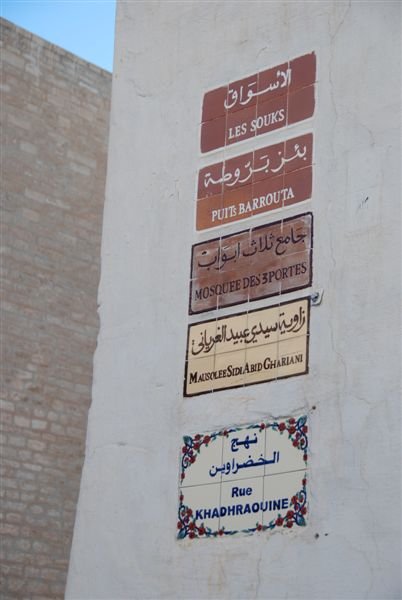 الأسواق
LES SOUKS
بئر بروطة
PUITS BARROUTA
جامع ثلاث ابواب
MOSQUEE DES 3 PORTES
زاوية سيدي عبيد الغرياني
MAUSOLEE SIDI ABID GHARIANI
نهج
الخضراوين
Rue
KHADHRAOUINE